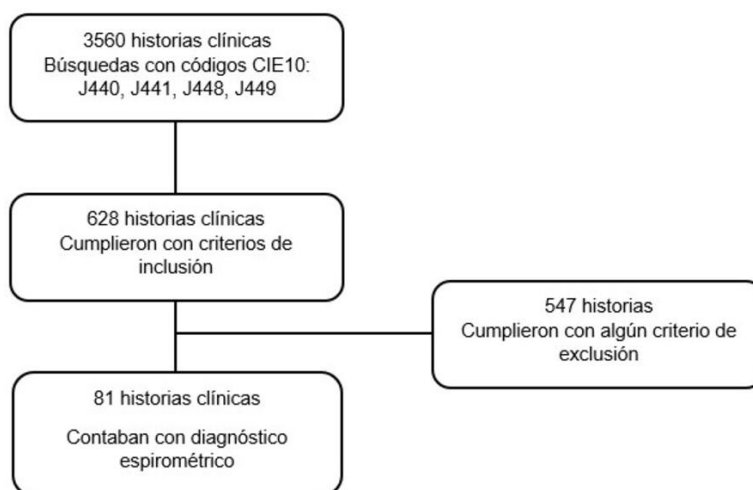 3560 historias clínicas
Búsquedas con códigos CIE10:
J440, J441, J448, J449
628 historias clínicas
Cumplieron con criterios de
inclusión
547 historias
Cumplieron con algún criterio de
exclusión
81 historias clínicas
Contaban con diagnóstico
espirométrico